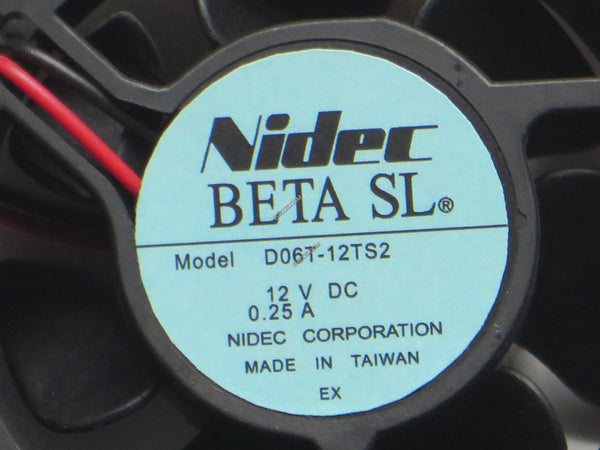 Nidec
BETA SL®
Model D06T-12TS2
12 V DC
0.25 A
NIDEC CORPORATION
MADE IN TAIWAN
EX